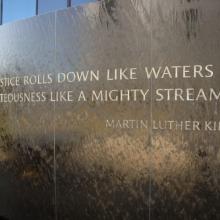 STICE ROLLS DOWN LIKE WATERS
TEOUSNESS LIKE A MIGHTY STREAM
MARTIN LUTHER KI